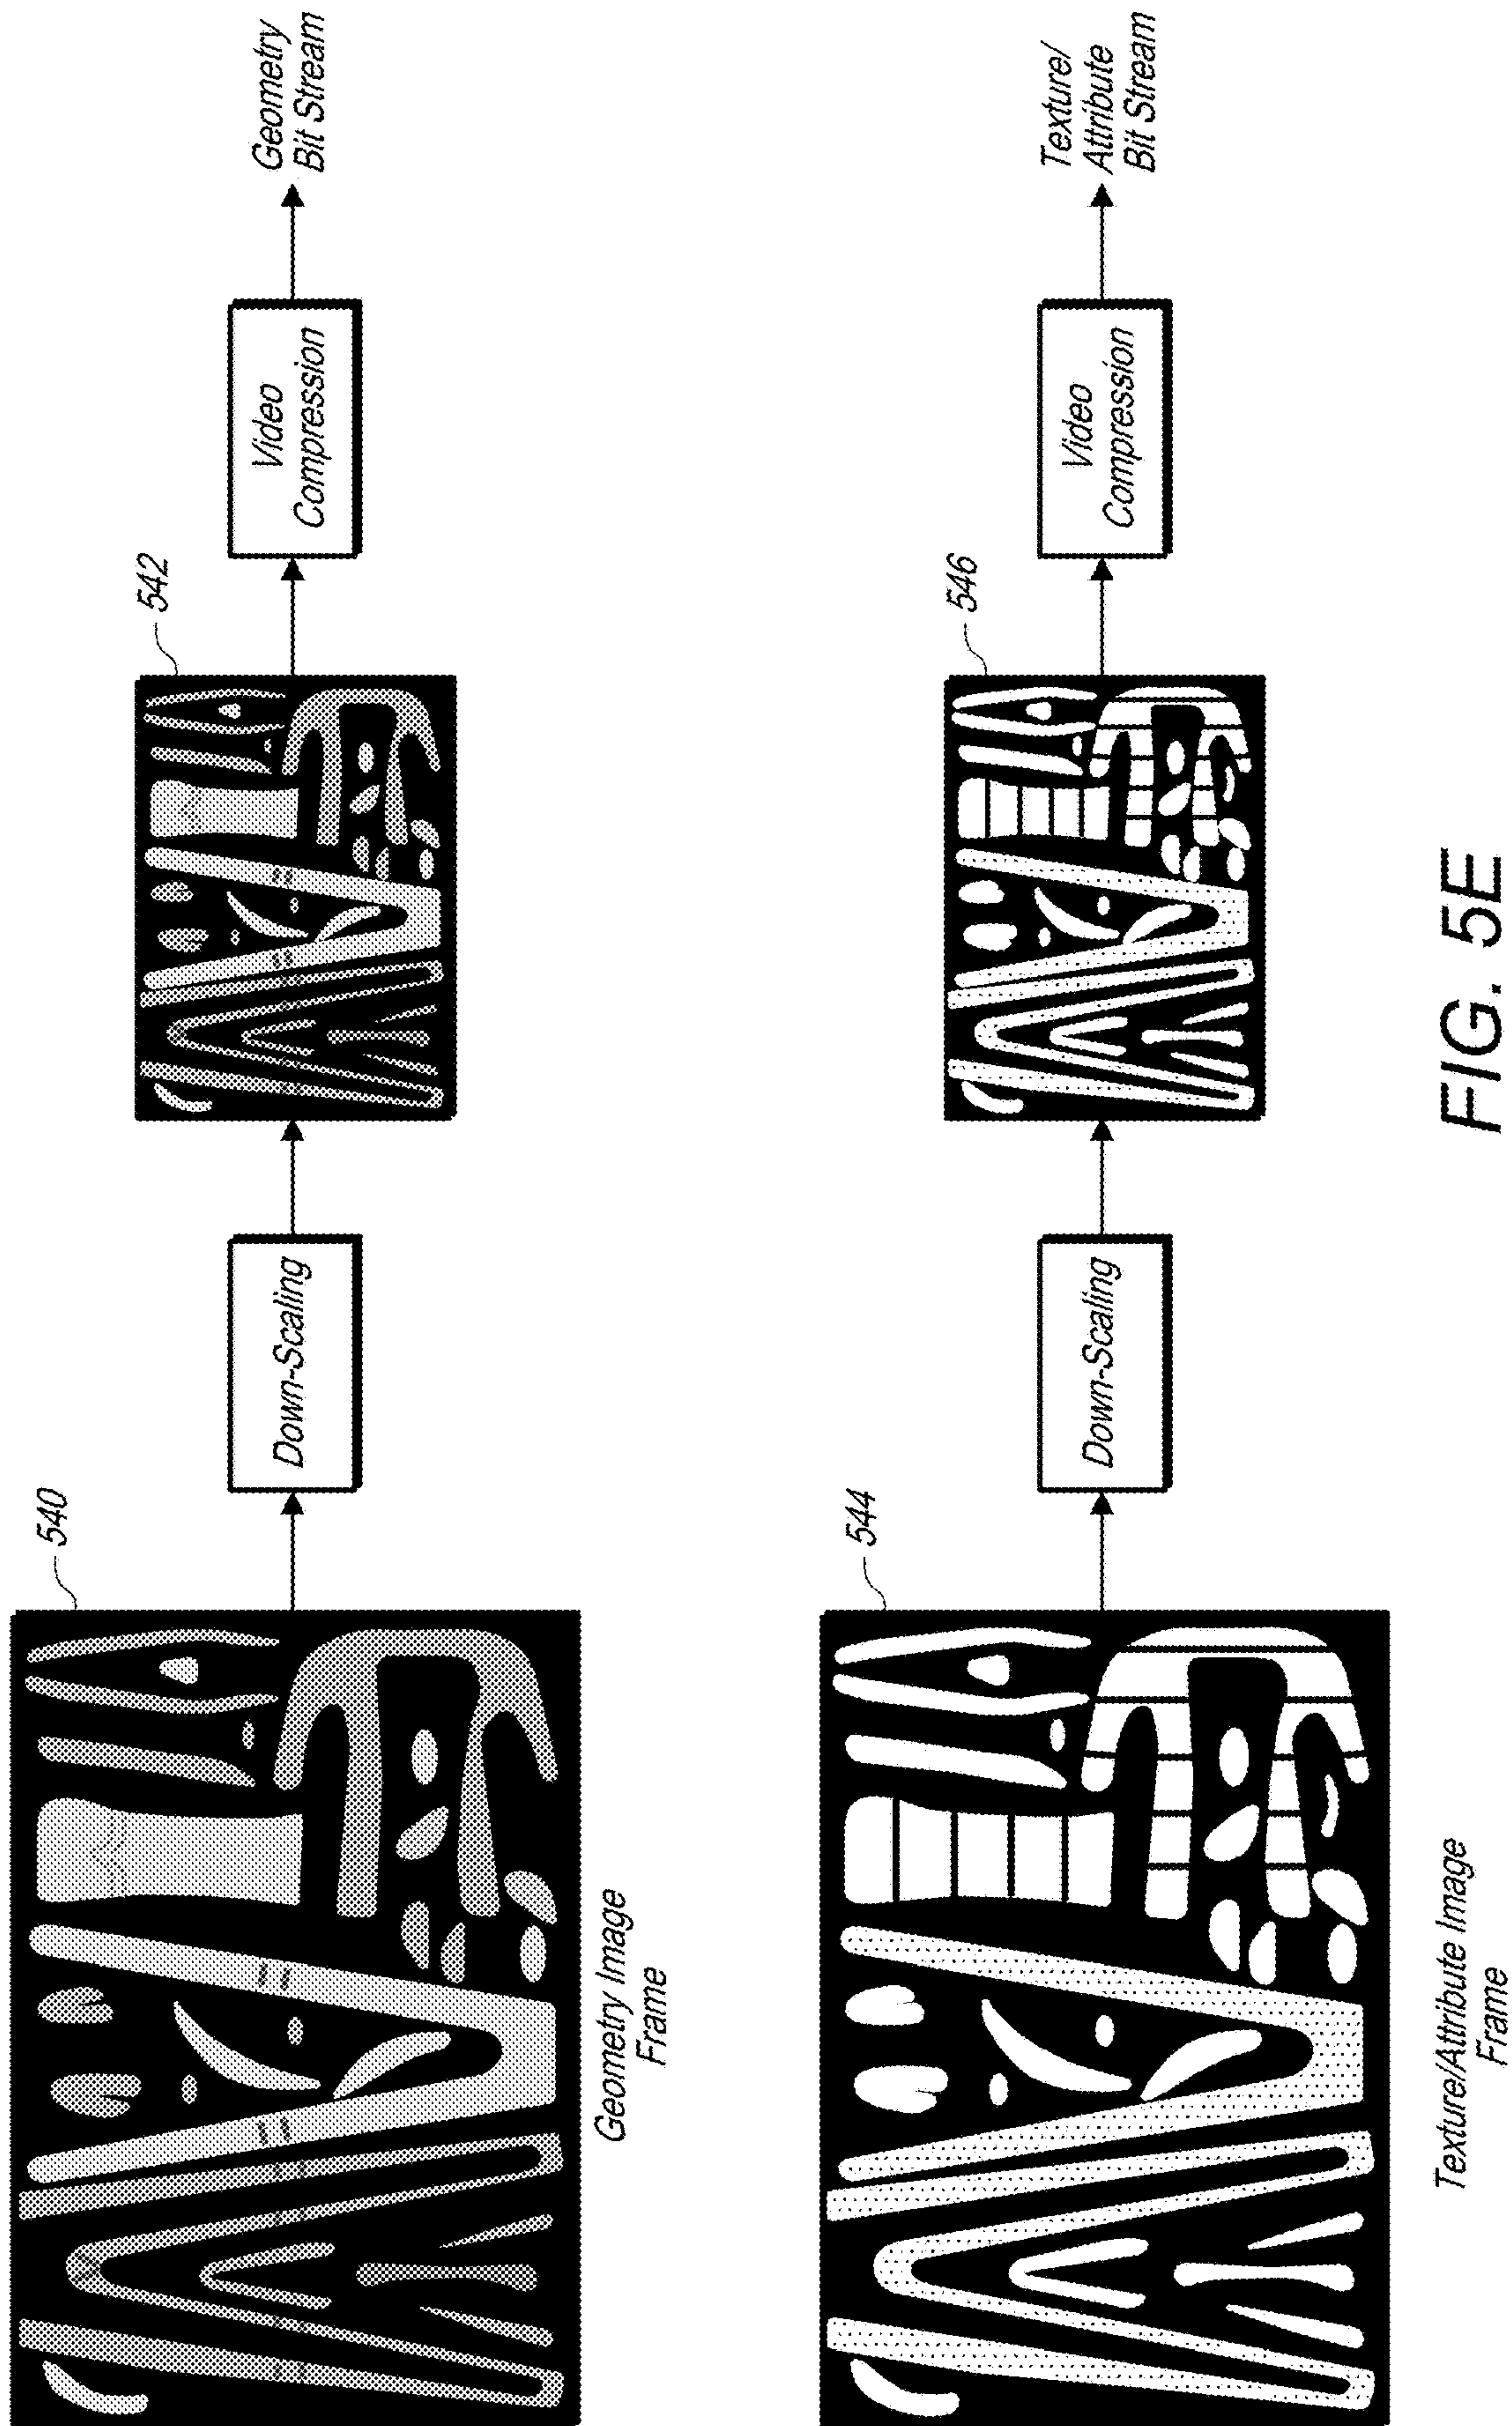 540
Geometry Image
Frame
Down-Scaling
542
Video
Compression
Geometry
Bit Stream
544
Texture/Attribute Image
Frame
Down-Scaling
546
Video
Compression
Texture/
Attribute
Bit Stream
FIG. 5E